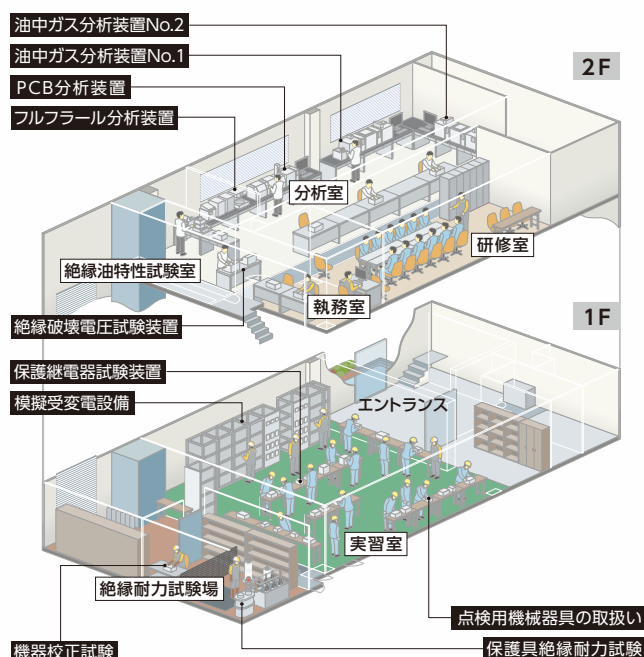 油中ガス分析装置No.2
油中ガス分析装置No.1
PCB分析装置
フルフラール分析装置
2F
分析室
研修室
絶縁油特性試験室
執務室
絶縁破壊電圧試験装置
1F
保護継電器試験装置
模擬受変電設備
エントランス
実習室
絶縁耐力試験場
点検用機械器具の取扱い
機器校正試験
保護具絶縁耐力試験